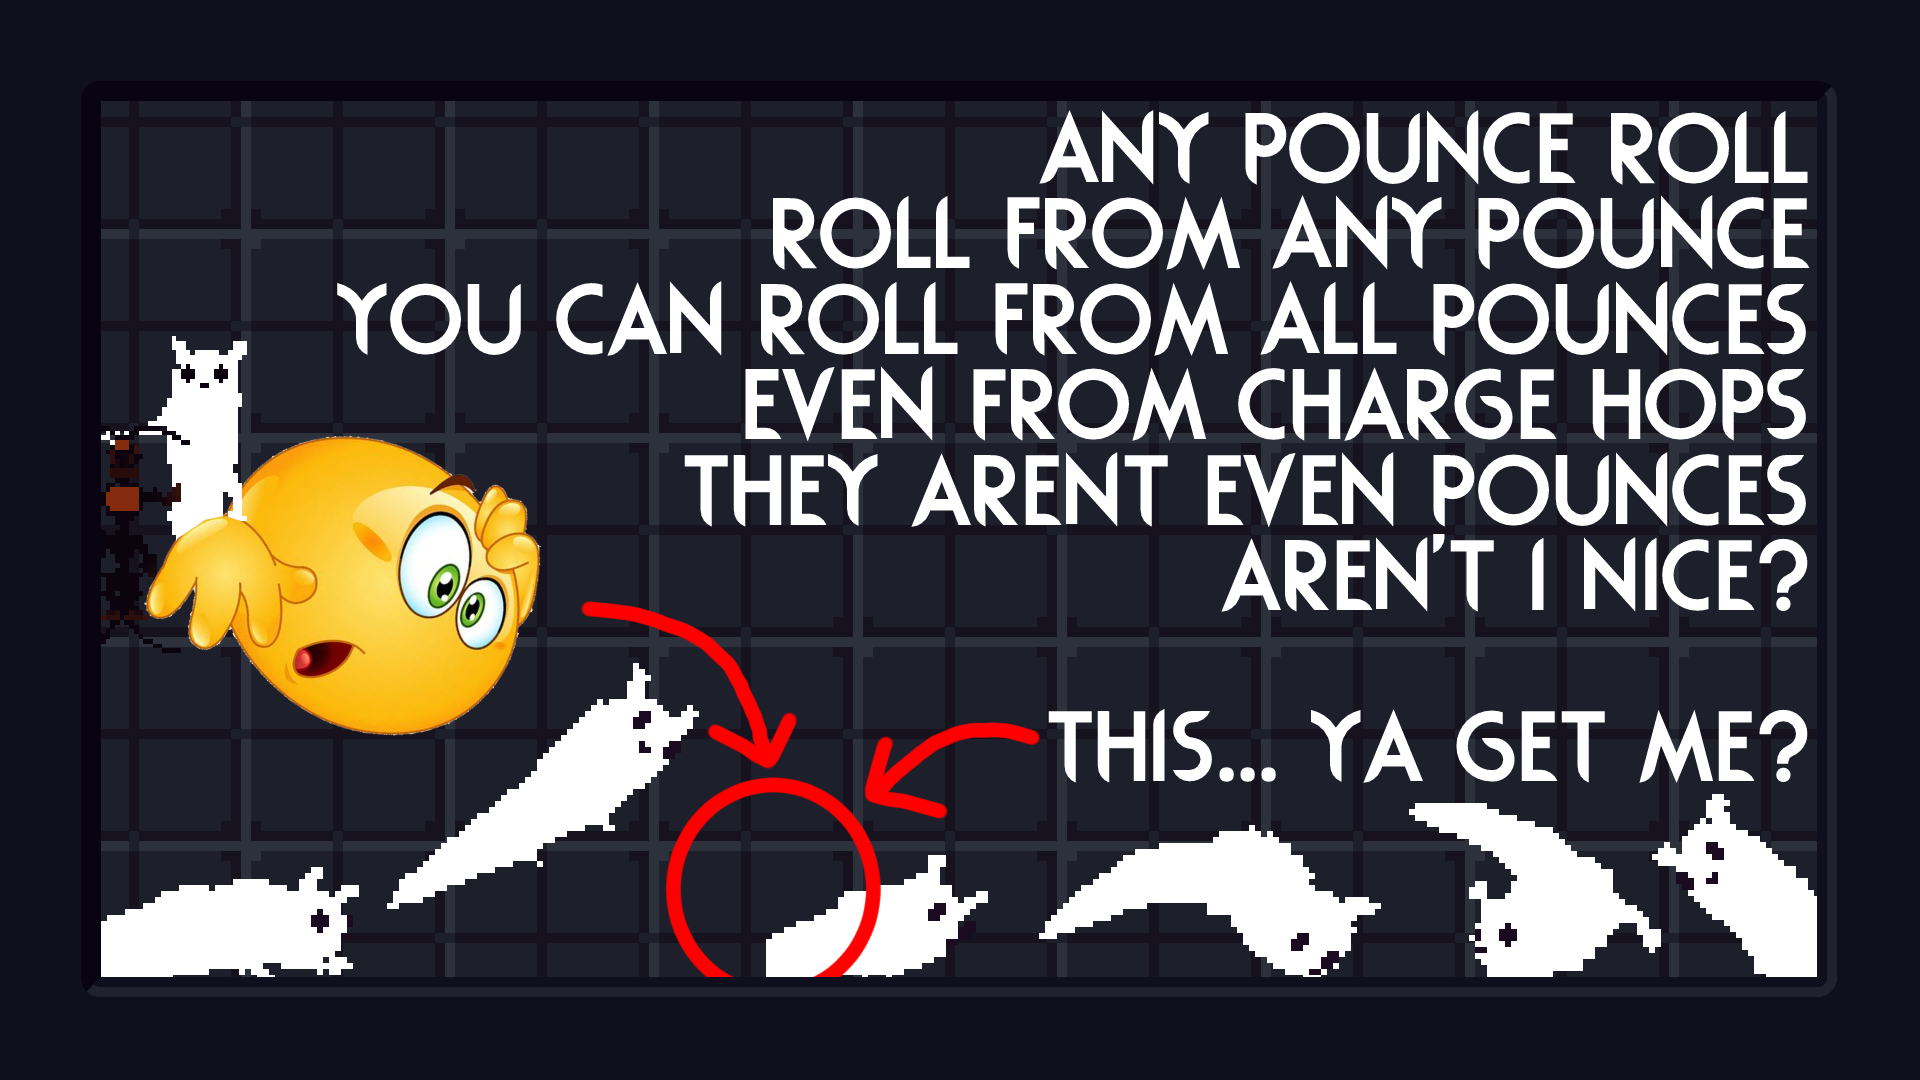 ANY POUNCE ROLL
ROLL FROM ANY POUNCE
YOU CAN ROLL FROM ALL POUNCES
EVEN FROM CHARGE HOPS
THEY ARENT EVEN POUNCES
AREN'T I NICE?
THIS... YA GET ME?